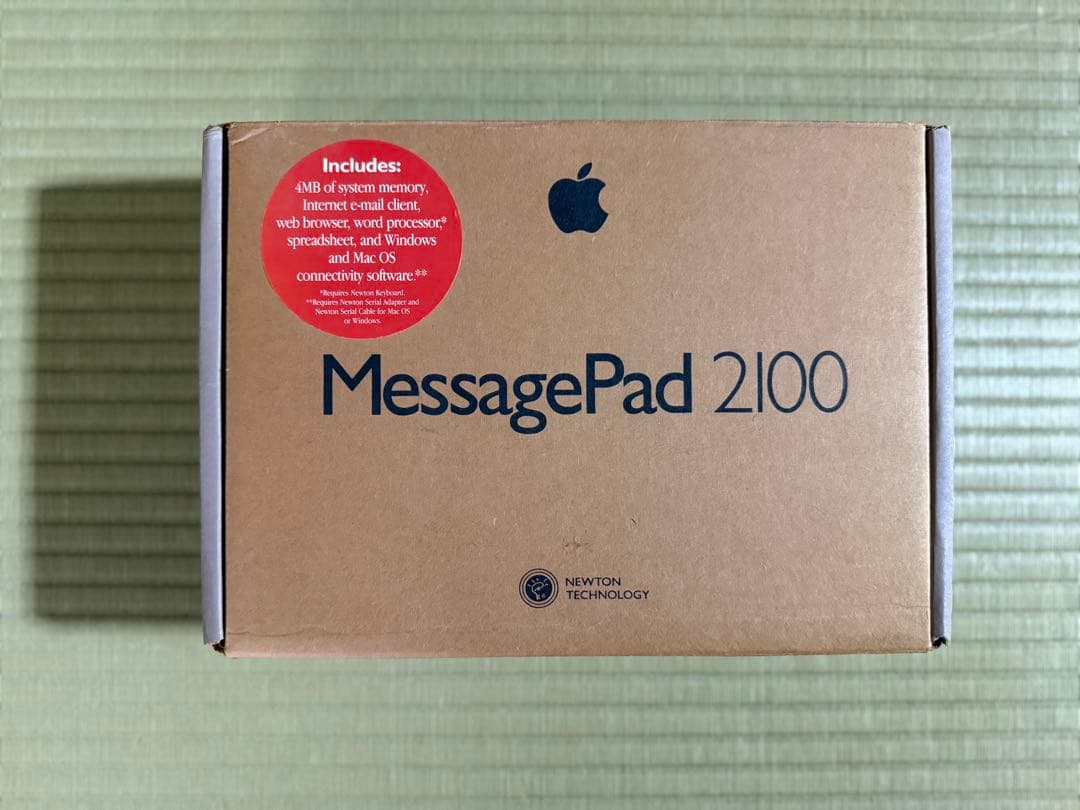 Includes:
4MB of system memory,
Internet e-mail client,
web browser, word processor,*
spreadsheet, and Windows
and Mac OS
connectivity software.**
*Requires Newton Keyboard.
**Requires Newton Serial Adapter and
Newton Serial Cable for Mac OS
or Windows.
MessagePad 2100
NEWTON
TECHNOLOGY